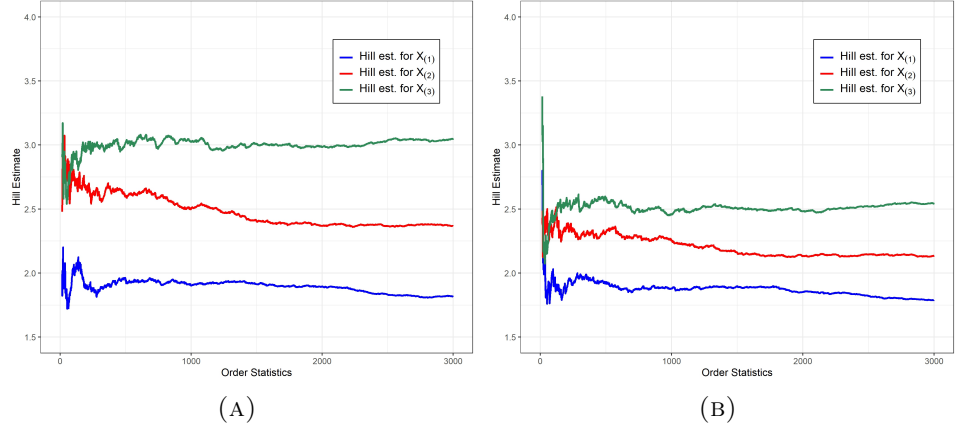 4.0
3.5
3.0
2.5
2.0
1.5
Hill Estimate
0 1000 2000 3000
Order Statistics
Hill est. for X(1)
Hill est. for X(2)
Hill est. for X(3)
(A)
4.0
3.5
3.0
2.5
2.0
1.5
Hill Estimate
0 1000 2000 3000
Order Statistics
Hill est. for X(1)
Hill est. for X(2)
Hill est. for X(3)
(B)